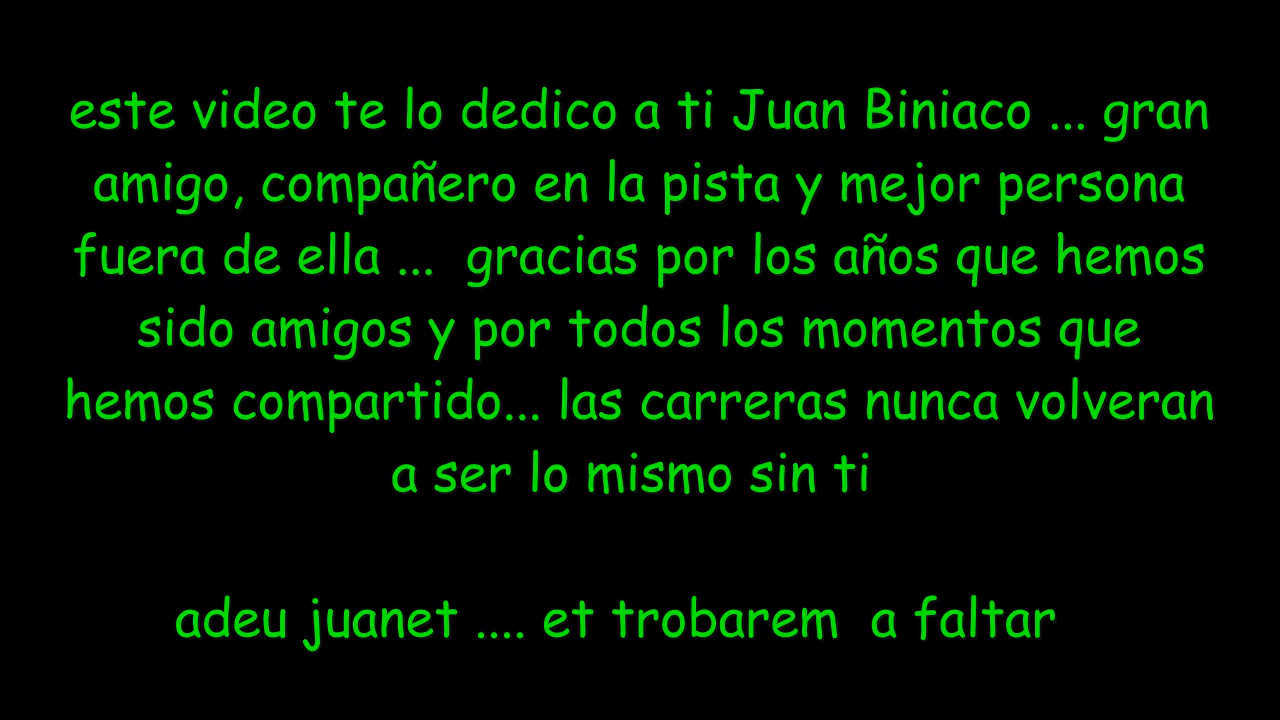 este video te lo dedico a ti Juan Biniaco ... gran
amigo, compañero en la pista y mejor persona
fuera de ella ...  gracias por los años que hemos
sido amigos y por todos los momentos que
hemos compartido... las carreras nunca volveran
a ser lo mismo sin ti
adeu juanet .... et trobarem  a faltar